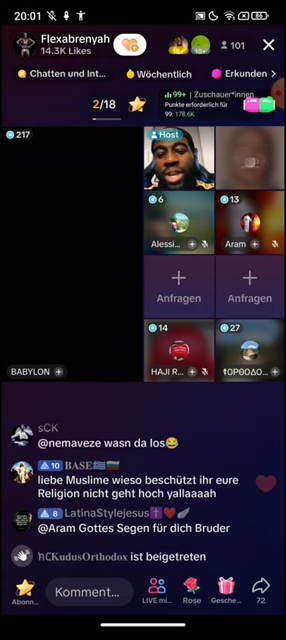 20:01
86
Flexabrenyah
14.3K Likes
101
Chatten und Int...
Wöchentlich
Erkunden
2/18
99+ | Zuschauer*innen
Punkte erforderlich für
99: 178.6K
217
Host
6
13
Alessi...
Aram
Anfragen
Anfragen
14
27
BABYLON
HAJI R...
sCK
@nemaveze wasn da los😂
10 BASE🇬🇷🇧🇬
liebe Muslime wieso beschützt ihr eure
Religion nicht geht hoch yallaaaah
8 LatinaStylejesus✝️❤️🪽
@Aram Gottes Segen für dich Bruder
իፘKudusOrthodox ist beigetreten
Kommentar...
Abonn...
LIVE mi...
Rose
Gesche...
72